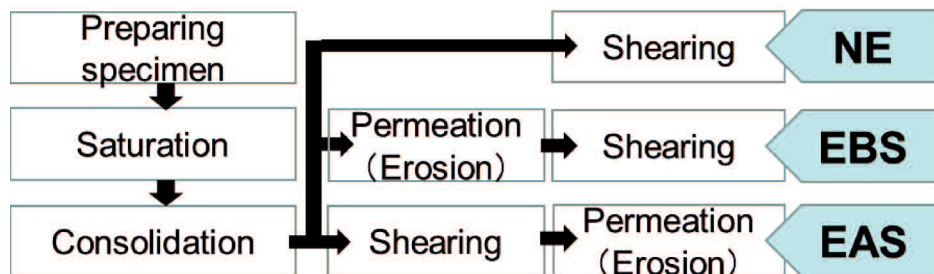 Preparing
specimen
Shearing
NE
Saturation
Permeation
（Erosion）
Shearing
EBS
Consolidation
Shearing
Permeation
（Erosion）
EAS